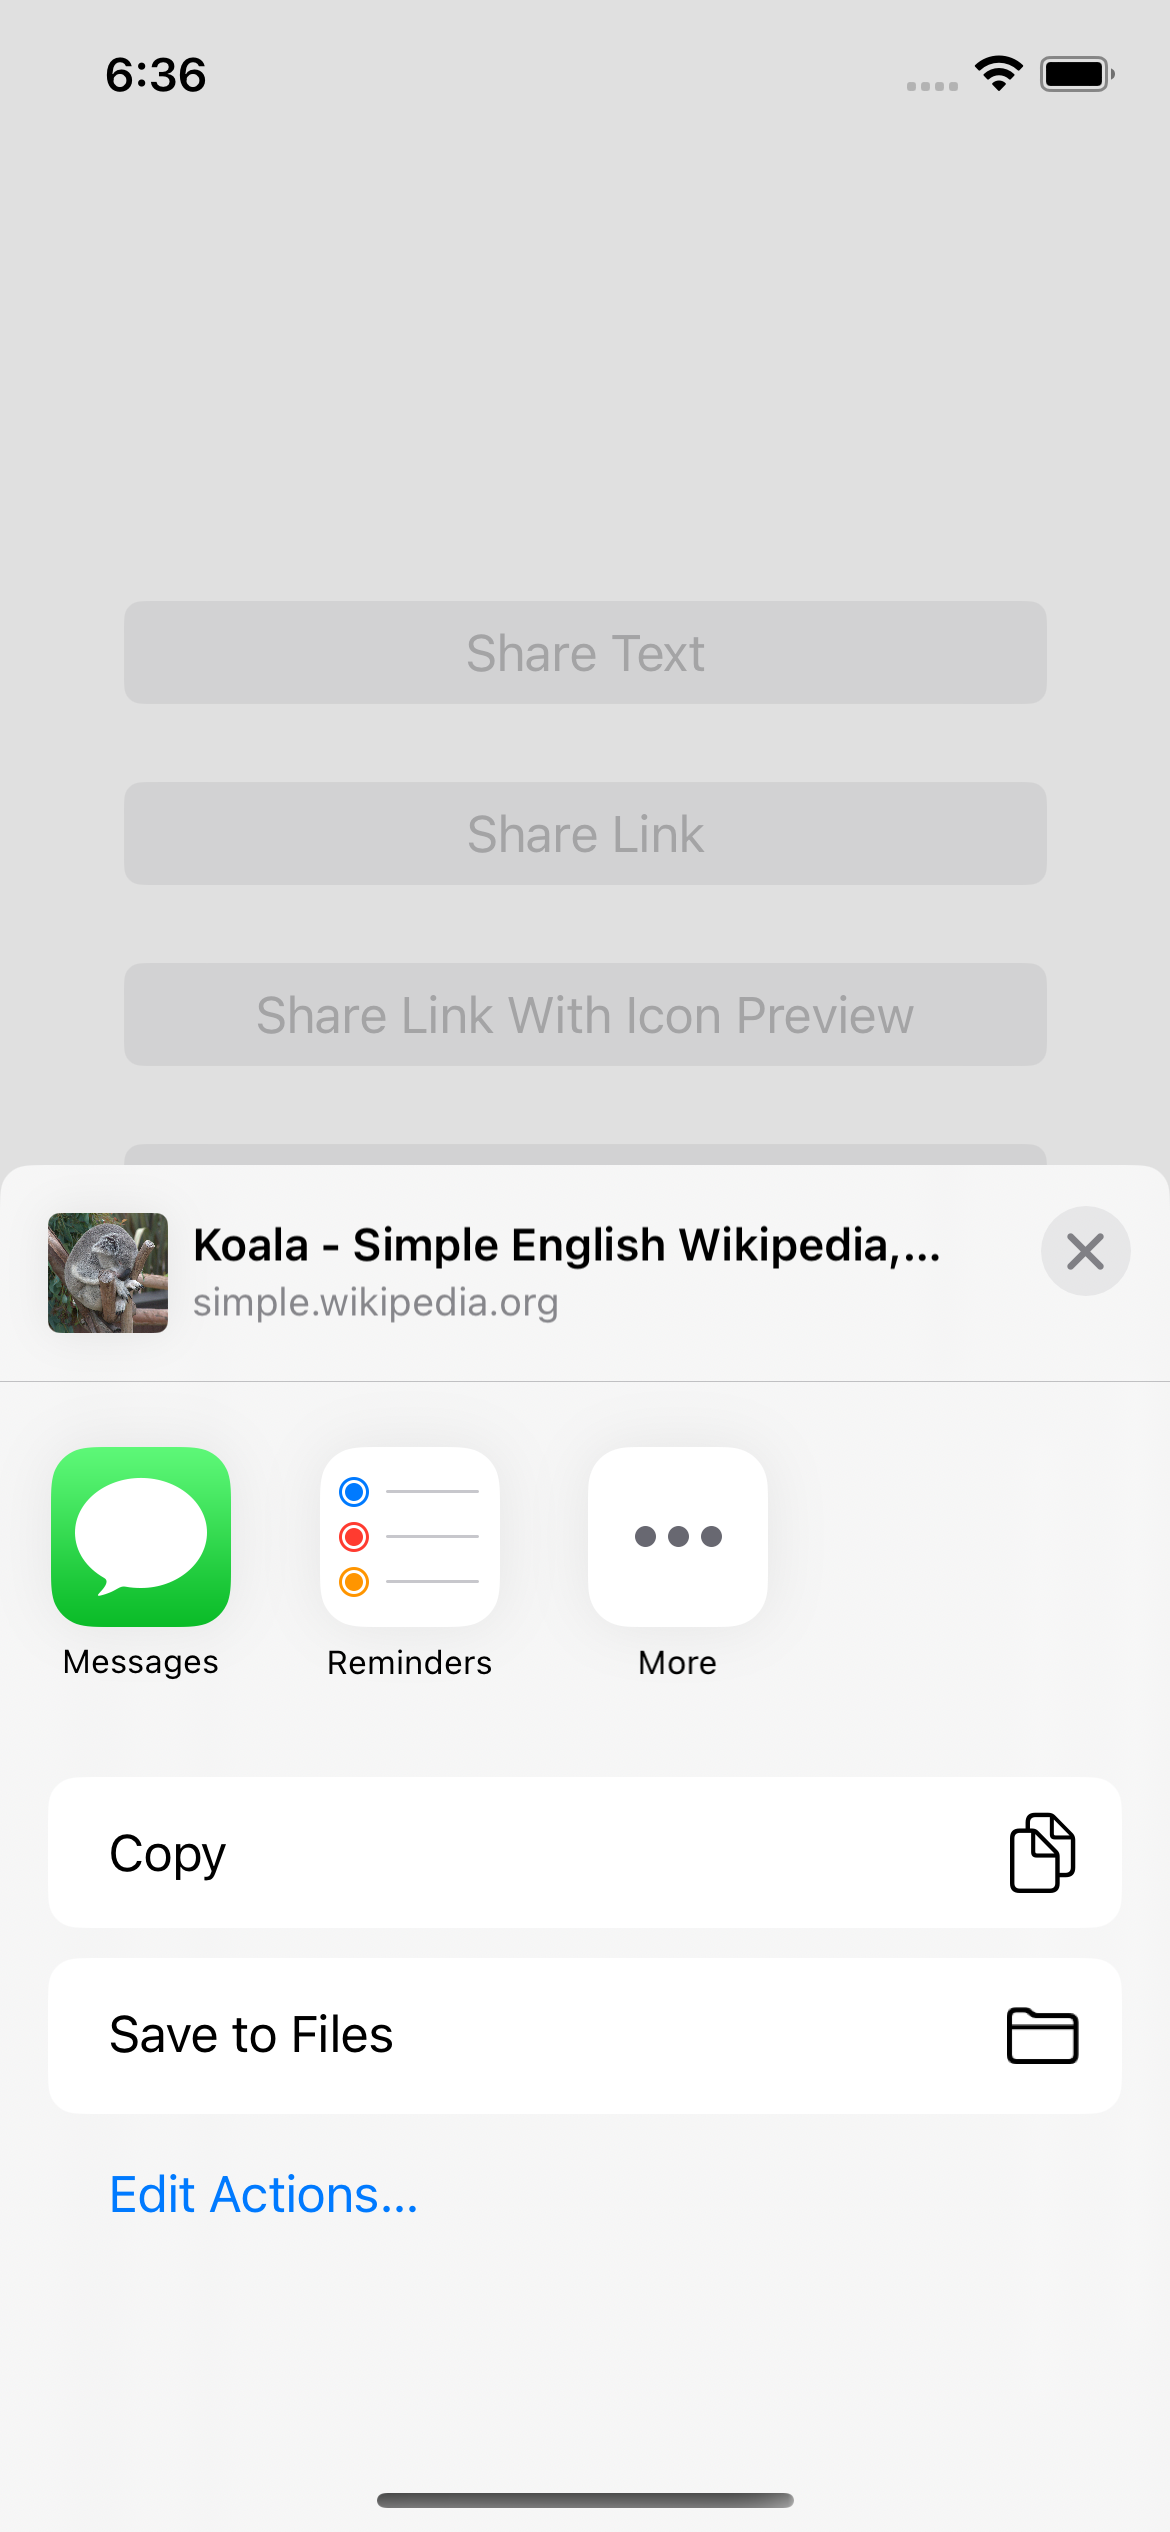 6:36
Share Text
Share Link
Share Link With Icon Preview
Koala - Simple English Wikipedia,...
simple.wikipedia.org
Messages
Reminders
More
Copy
Save to Files
Edit Actions...